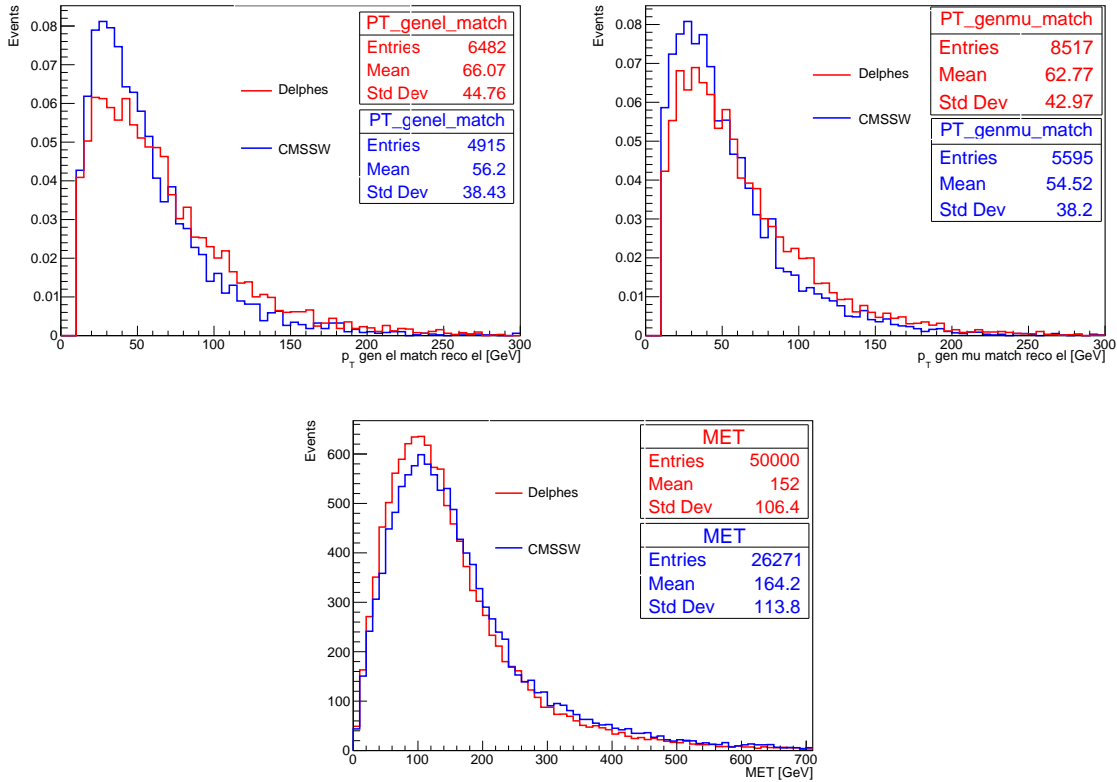 Events
0.08
0.07
0.06
0.05
0.04
0.03
0.02
0.01
0
0 50 100 150 200 250 300
p_T gen el match reco el [GeV]
Delphes
CMSSW
PT_genel_match
Entries 6482
Mean 66.07
Std Dev 44.76
PT_genel_match
Entries 4915
Mean 56.2
Std Dev 38.43
Events
0.08
0.07
0.06
0.05
0.04
0.03
0.02
0.01
0
0 50 100 150 200 250 300
p_T gen mu match reco el [GeV]
Delphes
CMSSW
PT_genmu_match
Entries 8517
Mean 62.77
Std Dev 42.97
PT_genmu_match
Entries 5595
Mean 54.52
Std Dev 38.2
Events
600
500
400
300
200
100
0
0 100 200 300 400 500 600 700
MET [GeV]
Delphes
CMSSW
MET
Entries 50000
Mean 152
Std Dev 106.4
MET
Entries 26271
Mean 164.2
Std Dev 113.8